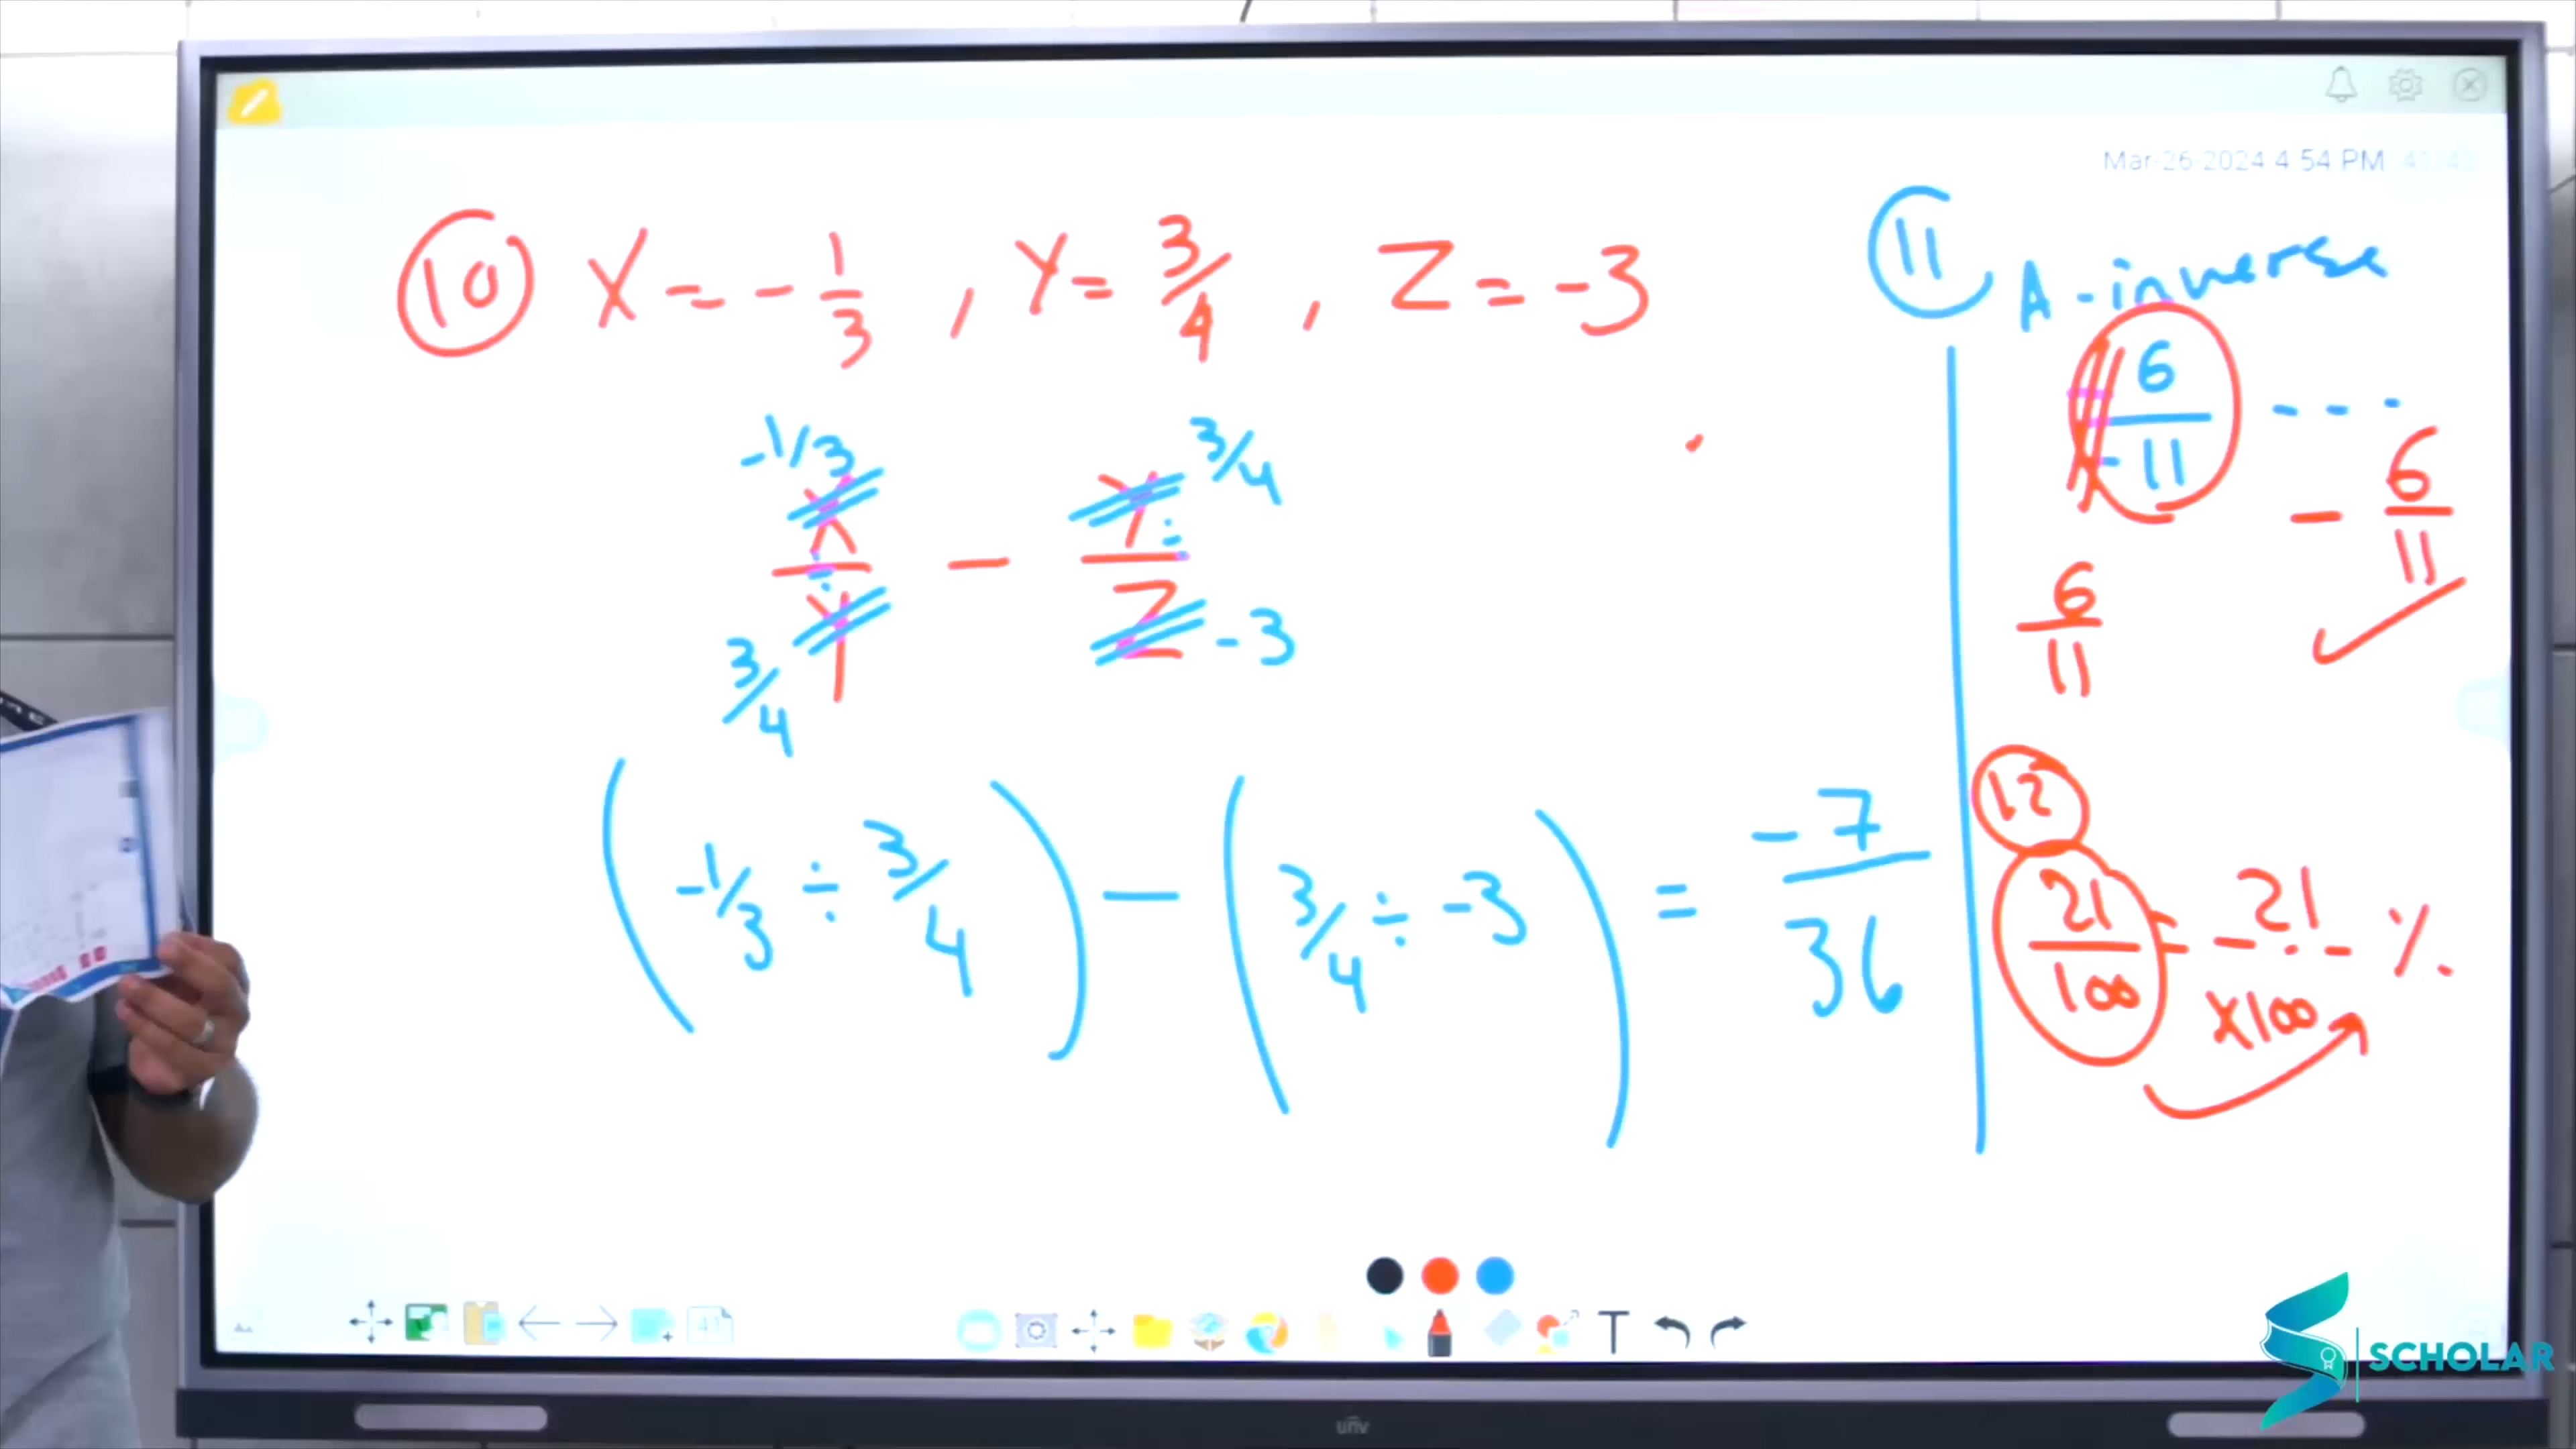 Mar-26-2024 4 54 PM
10 X = - 1/3 , Y = 3/4 , Z = -3
-1/3 3/4
X/Y - Y/Z
3/4 -3
(-1/3 ÷ 3/4) - (3/4 ÷ -3) = -7/36
11 A-inverse
6/-11 - - -
- 6/11
6/11
12
21/100 = 21 %
×100
T
unv
SCHOLAR